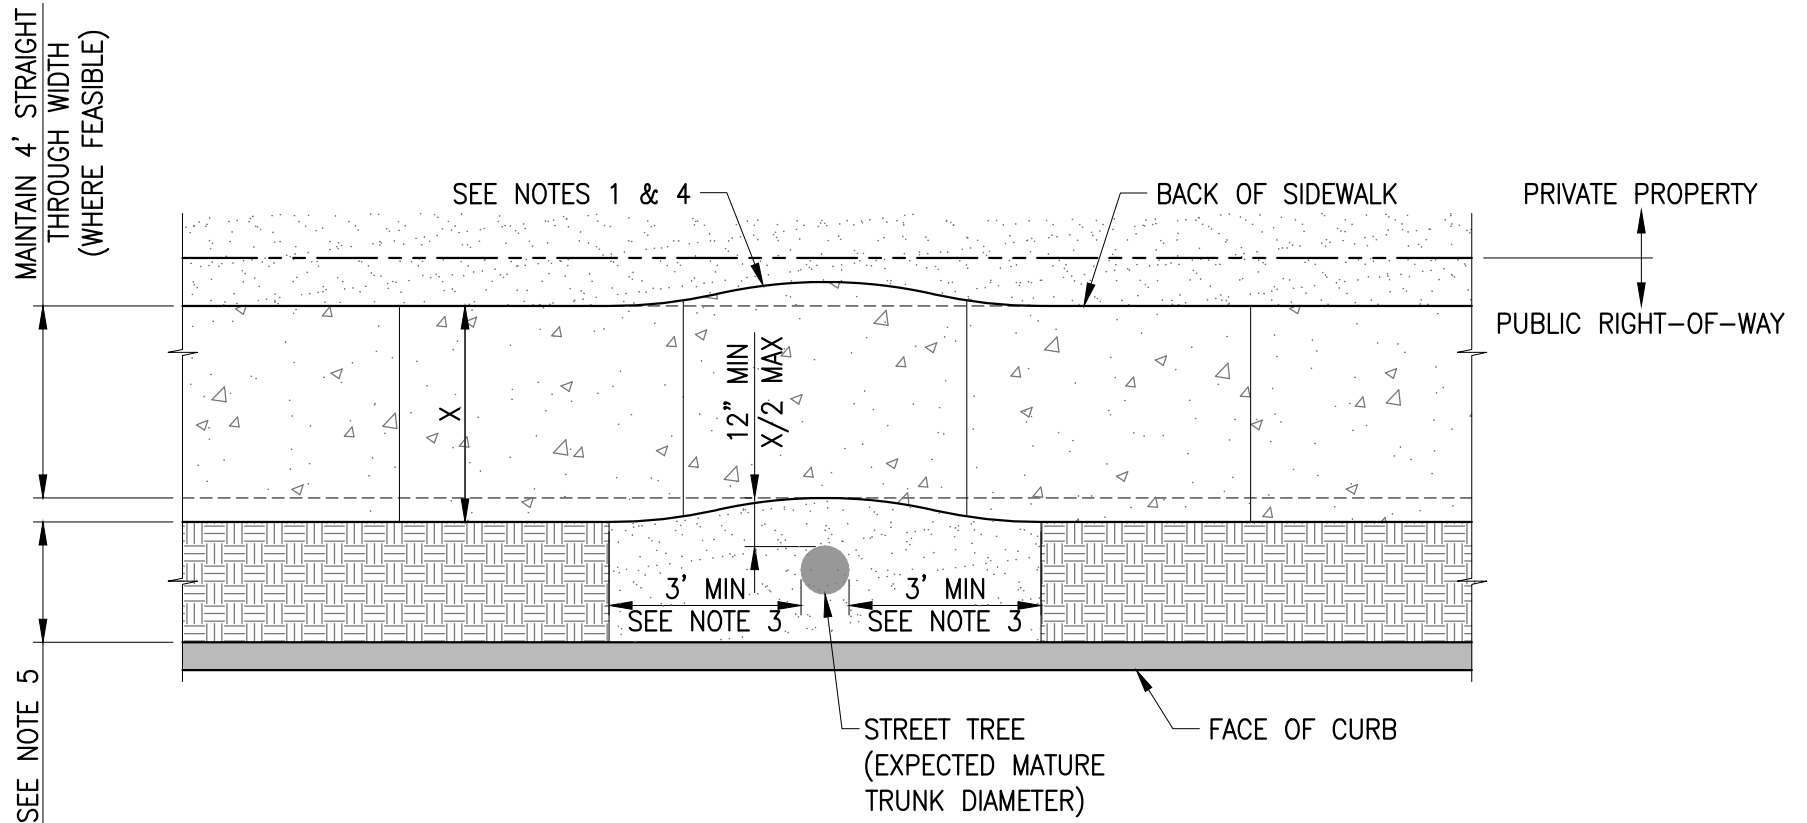 MAINTAIN 4' STRAIGHT
THROUGH WIDTH
(WHERE FEASIBLE)
SEE NOTES 1 & 4
BACK OF SIDEWALK
PRIVATE PROPERTY
PUBLIC RIGHT-OF-WAY
X
12" MIN
X/2 MAX
3' MIN
SEE NOTE 3
3' MIN
SEE NOTE 3
SEE NOTE 5
STREET TREE
(EXPECTED MATURE
TRUNK DIAMETER)
FACE OF CURB